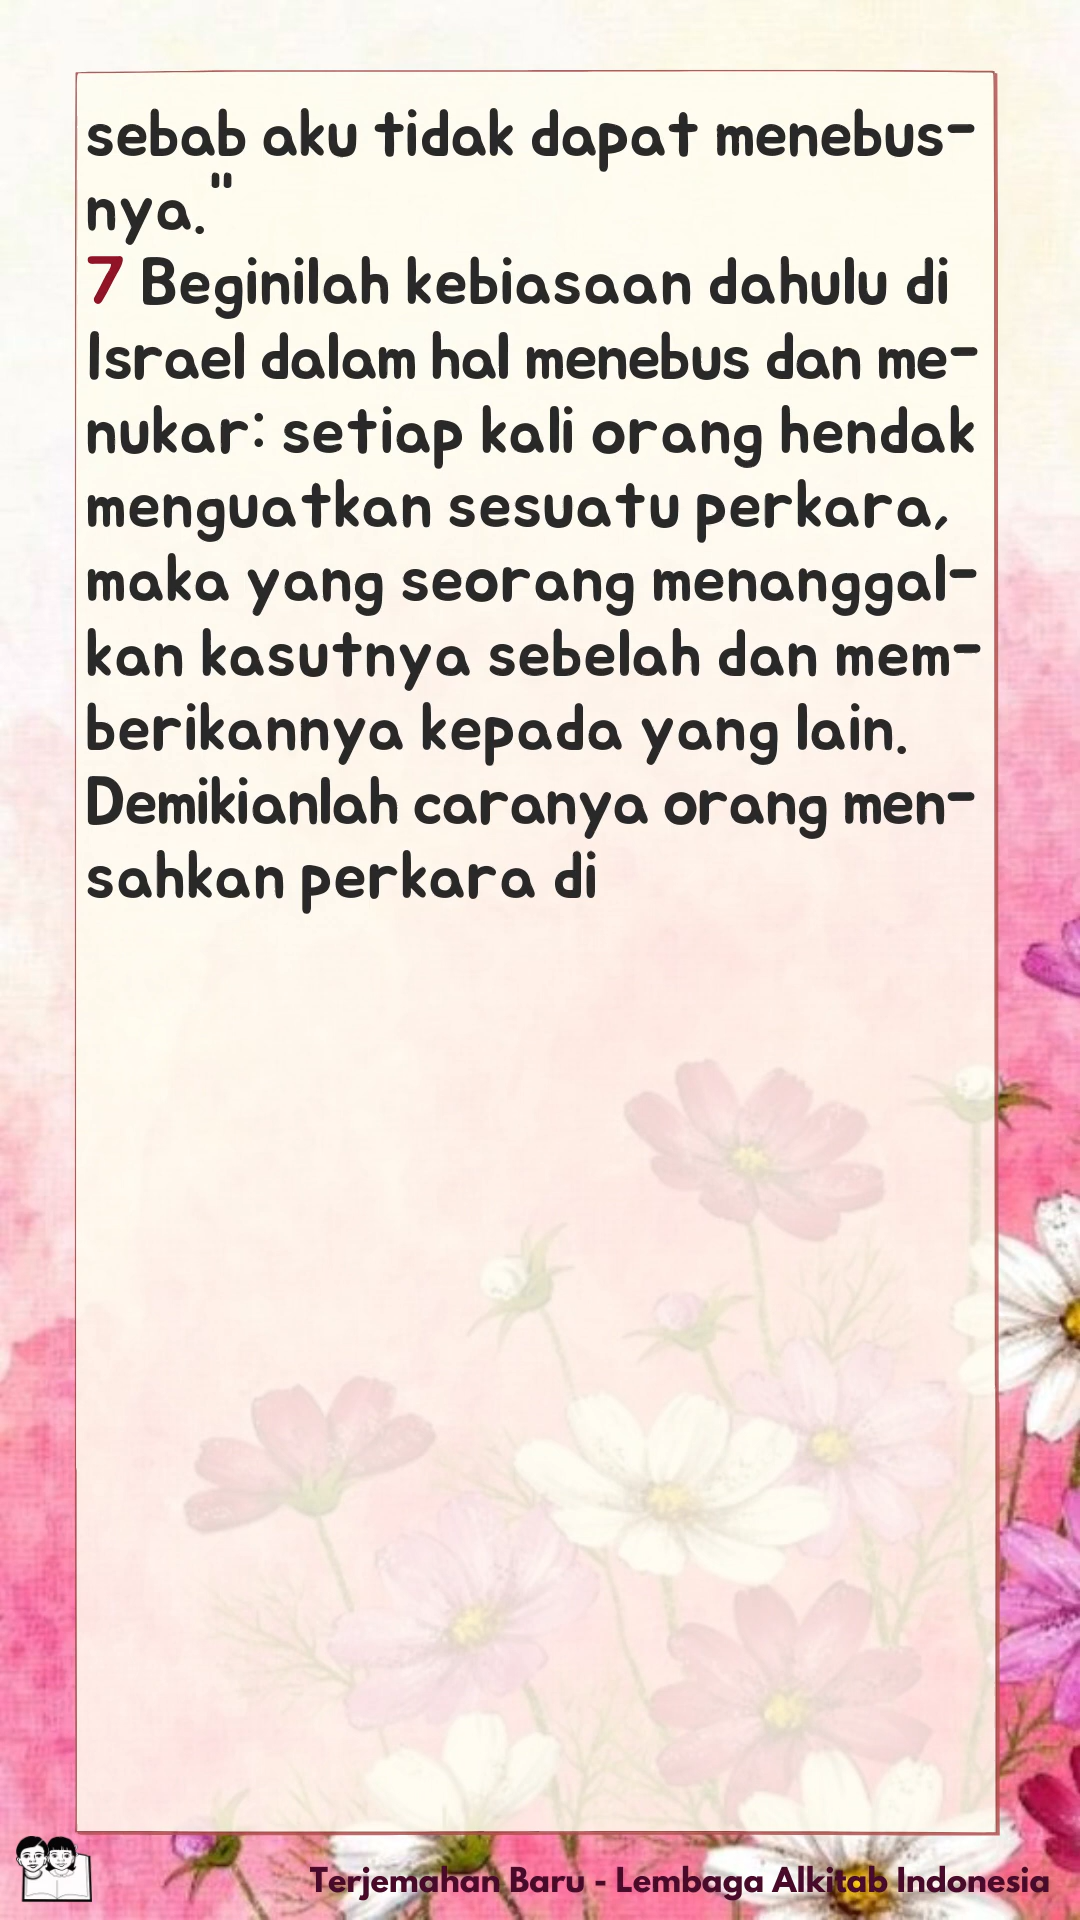 sebab aku tidak dapat menebus-
nya."
7 Beginilah kebiasaan dahulu di
Israel dalam hal menebus dan me-
nukar: setiap kali orang hendak
menguatkan sesuatu perkara,
maka yang seorang menanggal-
kan kasutnya sebelah dan mem-
berikannya kepada yang lain.
Demikianlah caranya orang men-
sahkan perkara di
Terjemahan Baru - Lembaga Alkitab Indonesia